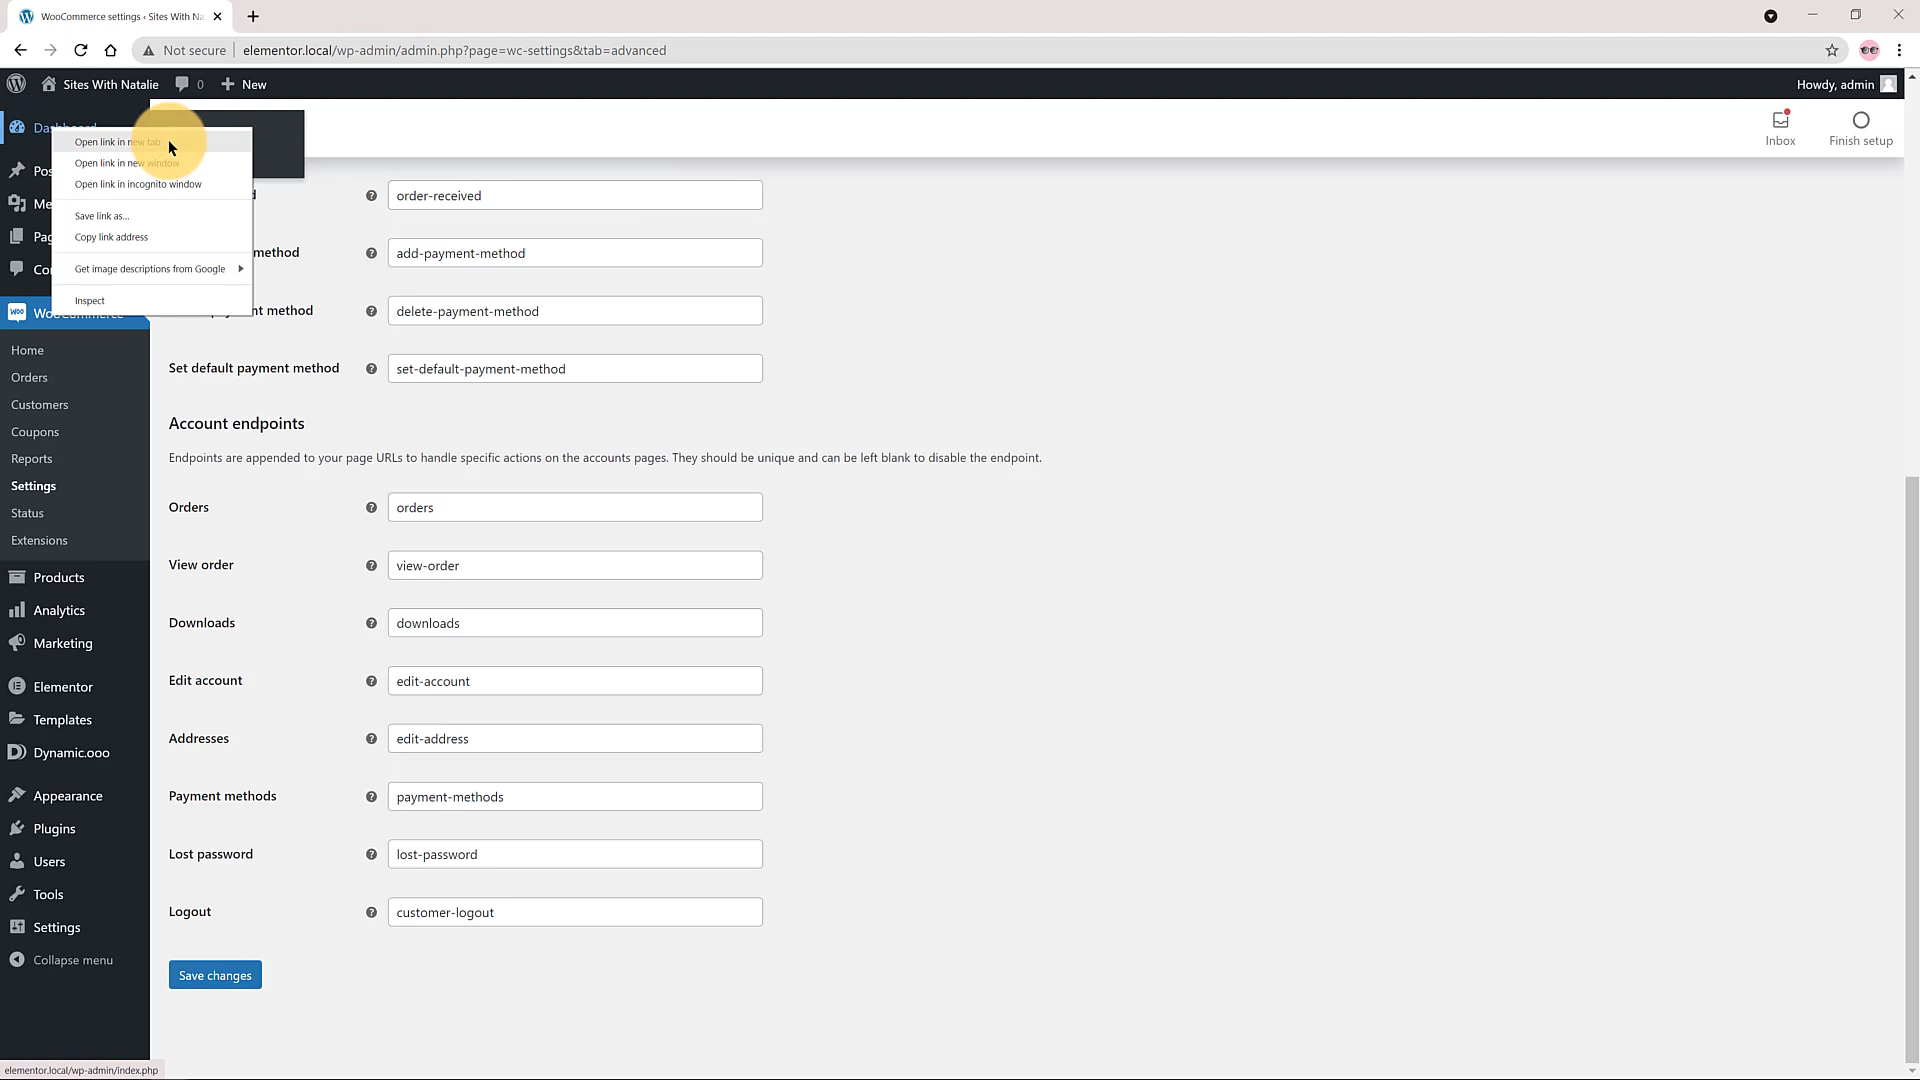 WooCommerce settings ‹ Sites With Na
Not secure
elementor.local/wp-admin/admin.php?page=wc-settings&tab=advanced
Sites With Natalie
0
New
Howdy, admin
Dashboard
Inbox
Finish setup
Open link in new tab
Open link in new window
Open link in incognito window
Save link as...
Copy link address
Get image descriptions from Google
Inspect
Pos
Me
Pag
Co
WooCommerce
Home
Orders
Customers
Coupons
Reports
Settings
Status
Extensions
Products
Analytics
Marketing
Elementor
Templates
Dynamic.ooo
Appearance
Plugins
Users
Tools
Settings
Collapse menu
order-received
method
add-payment-method
method
delete-payment-method
Set default payment method
set-default-payment-method
Account endpoints
Endpoints are appended to your page URLs to handle specific actions on the accounts pages. They should be unique and can be left blank to disable the endpoint.
Orders
orders
View order
view-order
Downloads
downloads
Edit account
edit-account
Addresses
edit-address
Payment methods
payment-methods
Lost password
lost-password
Logout
customer-logout
Save changes
elementor.local/wp-admin/index.php